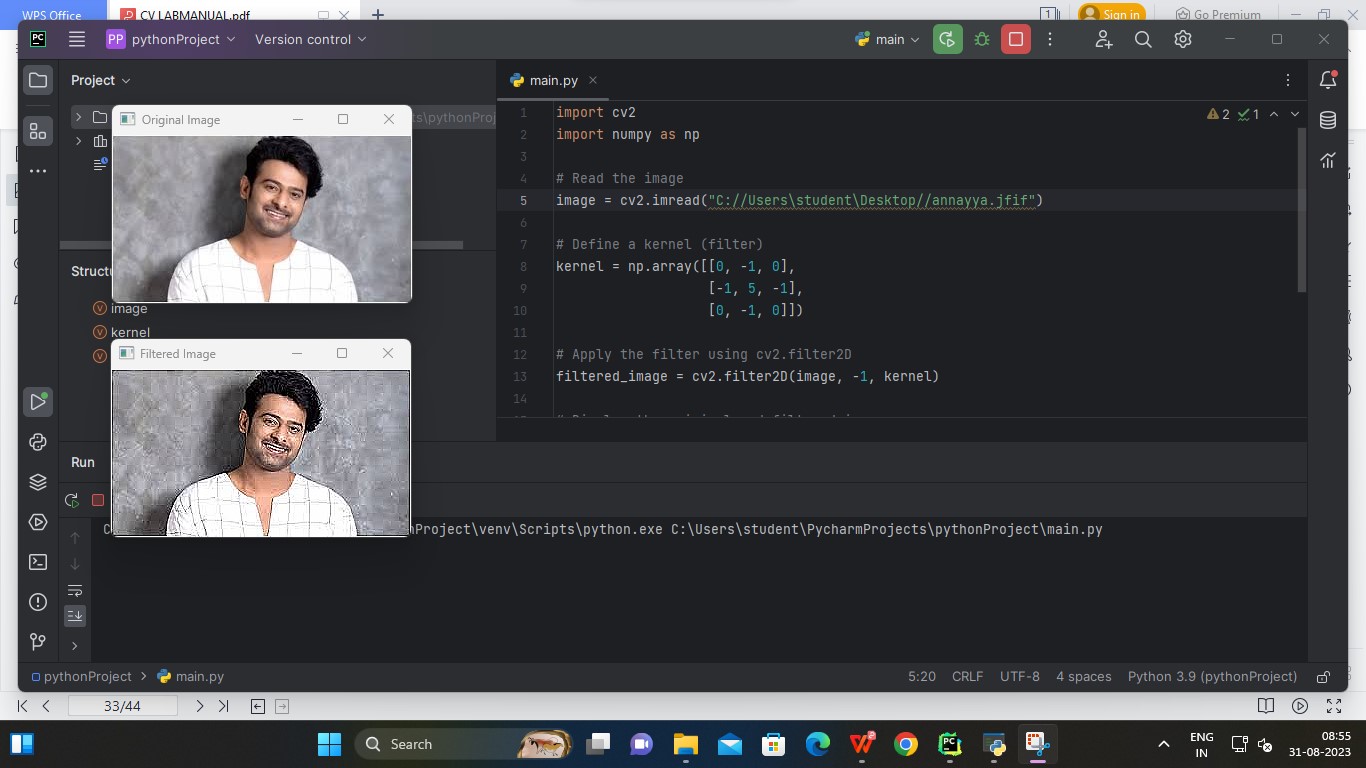 WPS Office
CV LABMANUAL.pdf
1
Sign in
Go Premium
PC
PP
pythonProject
Version control
main
Project
main.py
ts\pythonProj
Original Image
1 import cv2
2 import numpy as np
3
4 # Read the image
5 image = cv2.imread("C://Users\student\Desktop//annayya.jfif")
6
7 # Define a kernel (filter)
8 kernel = np.array([[0, -1, 0],
9 [-1, 5, -1],
10 [0, -1, 0]])
11
12 # Apply the filter using cv2.filter2D
13 filtered_image = cv2.filter2D(image, -1, kernel)
14
2
1
Structu
image
kernel
Filtered Image
Run
C
nProject\venv\Scripts\python.exe C:\Users\student\PycharmProjects\pythonProject\main.py
pythonProject
main.py
5:20
CRLF
UTF-8
4 spaces
Python 3.9 (pythonProject)
33/44
Search
ENG
IN
08:55
31-08-2023